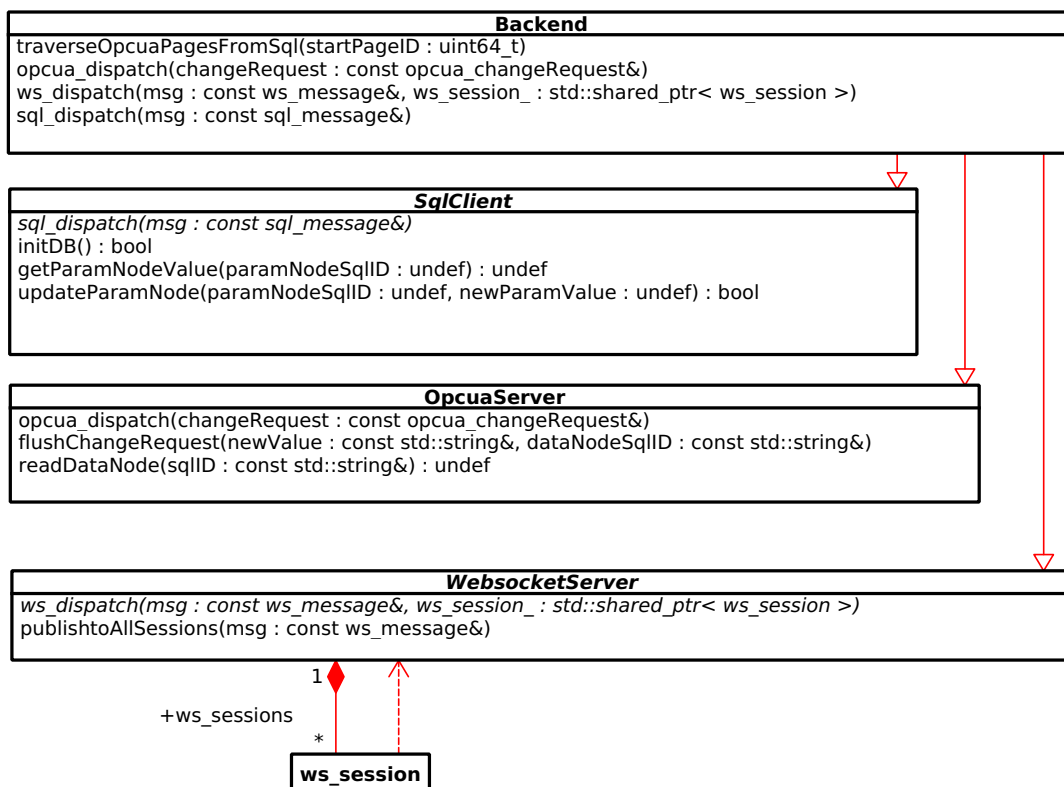 Backend
traverseOpcuaPagesFromSql(startPageID : uint64_t)
opcua_dispatch(changeRequest : const opcua_changeRequest&)
ws_dispatch(msg : const ws_message&, ws_session_ : std::shared_ptr< ws_session >)
sql_dispatch(msg : const sql_message&)
SqlClient
sql_dispatch(msg : const sql_message&)
initDB() : bool
getParamNodeValue(paramNodeSqlID : undef) : undef
updateParamNode(paramNodeSqlID : undef, newParamValue : undef) : bool
OpcuaServer
opcua_dispatch(changeRequest : const opcua_changeRequest&)
flushChangeRequest(newValue : const std::string&, dataNodeSqlID : const std::string&)
readDataNode(sqlID : const std::string&) : undef
WebsocketServer
ws_dispatch(msg : const ws_message&, ws_session_ : std::shared_ptr< ws_session >)
publishtoAllSessions(msg : const ws_message&)
1
+ws_sessions
*
ws_session